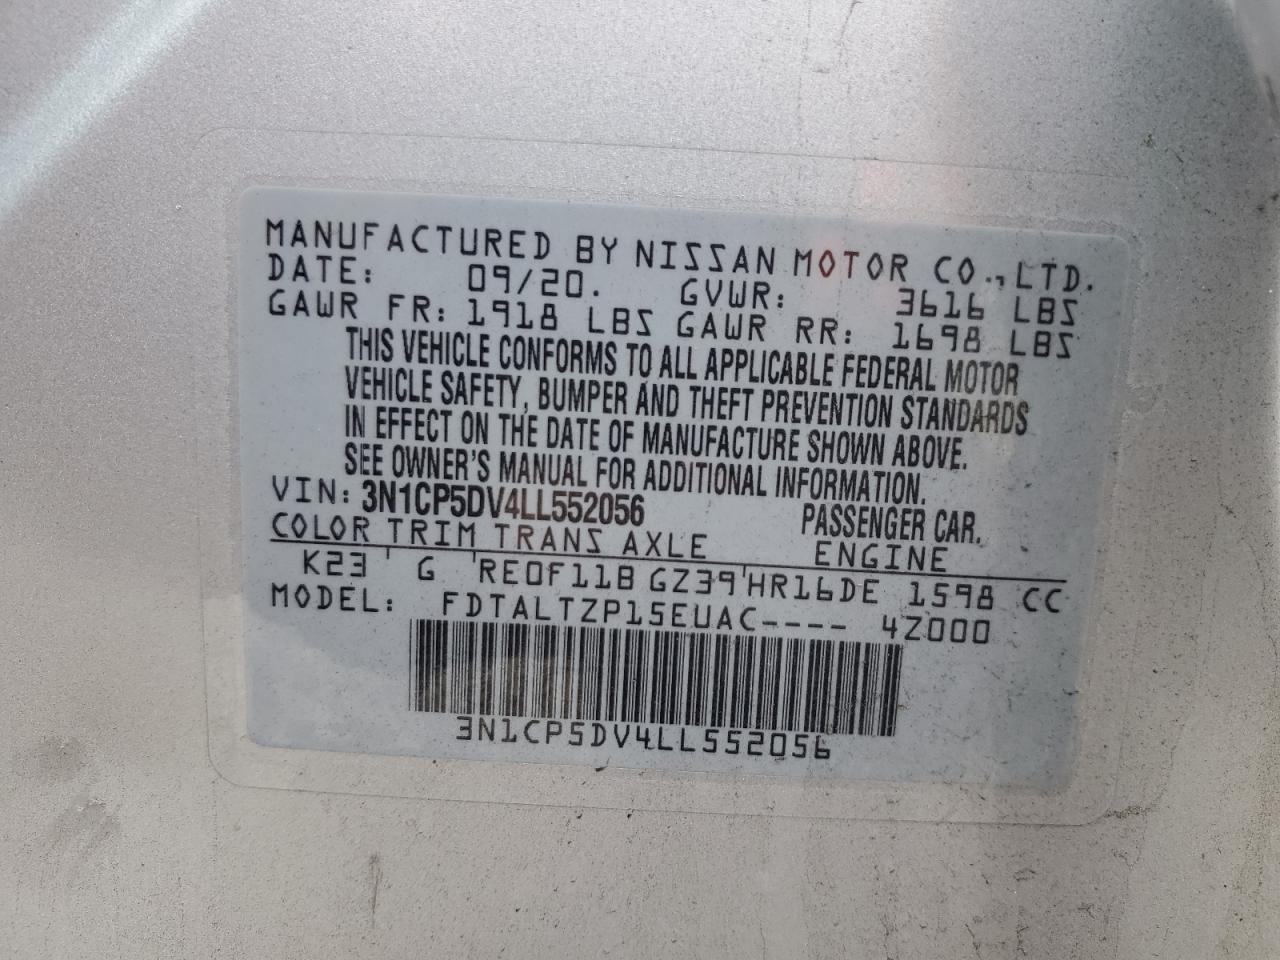 MANUFACTURED BY NISSAN MOTOR CO., LTD.
DATE: 09/20. GVWR: 3616 LBS
GAWR FR: 1918 LBS GAWR RR: 1698 LBS
THIS VEHICLE CONFORMS TO ALL APPLICABLE FEDERAL MOTOR
VEHICLE SAFETY, BUMPER AND THEFT PREVENTION STANDARDS
IN EFFECT ON THE DATE OF MANUFACTURE SHOWN ABOVE.
SEE OWNER'S MANUAL FOR ADDITIONAL INFORMATION.
VIN: 3N1CP5DV4LL552056 PASSENGER CAR.
COLOR TRIM TRANS AXLE ENGINE
K23 ' G ' RE0F11B GZ39 ' HR16DE 1598 CC
MODEL: FDTALTZP15EUAC---- 4Z000
3N1CP5DV4LL552056